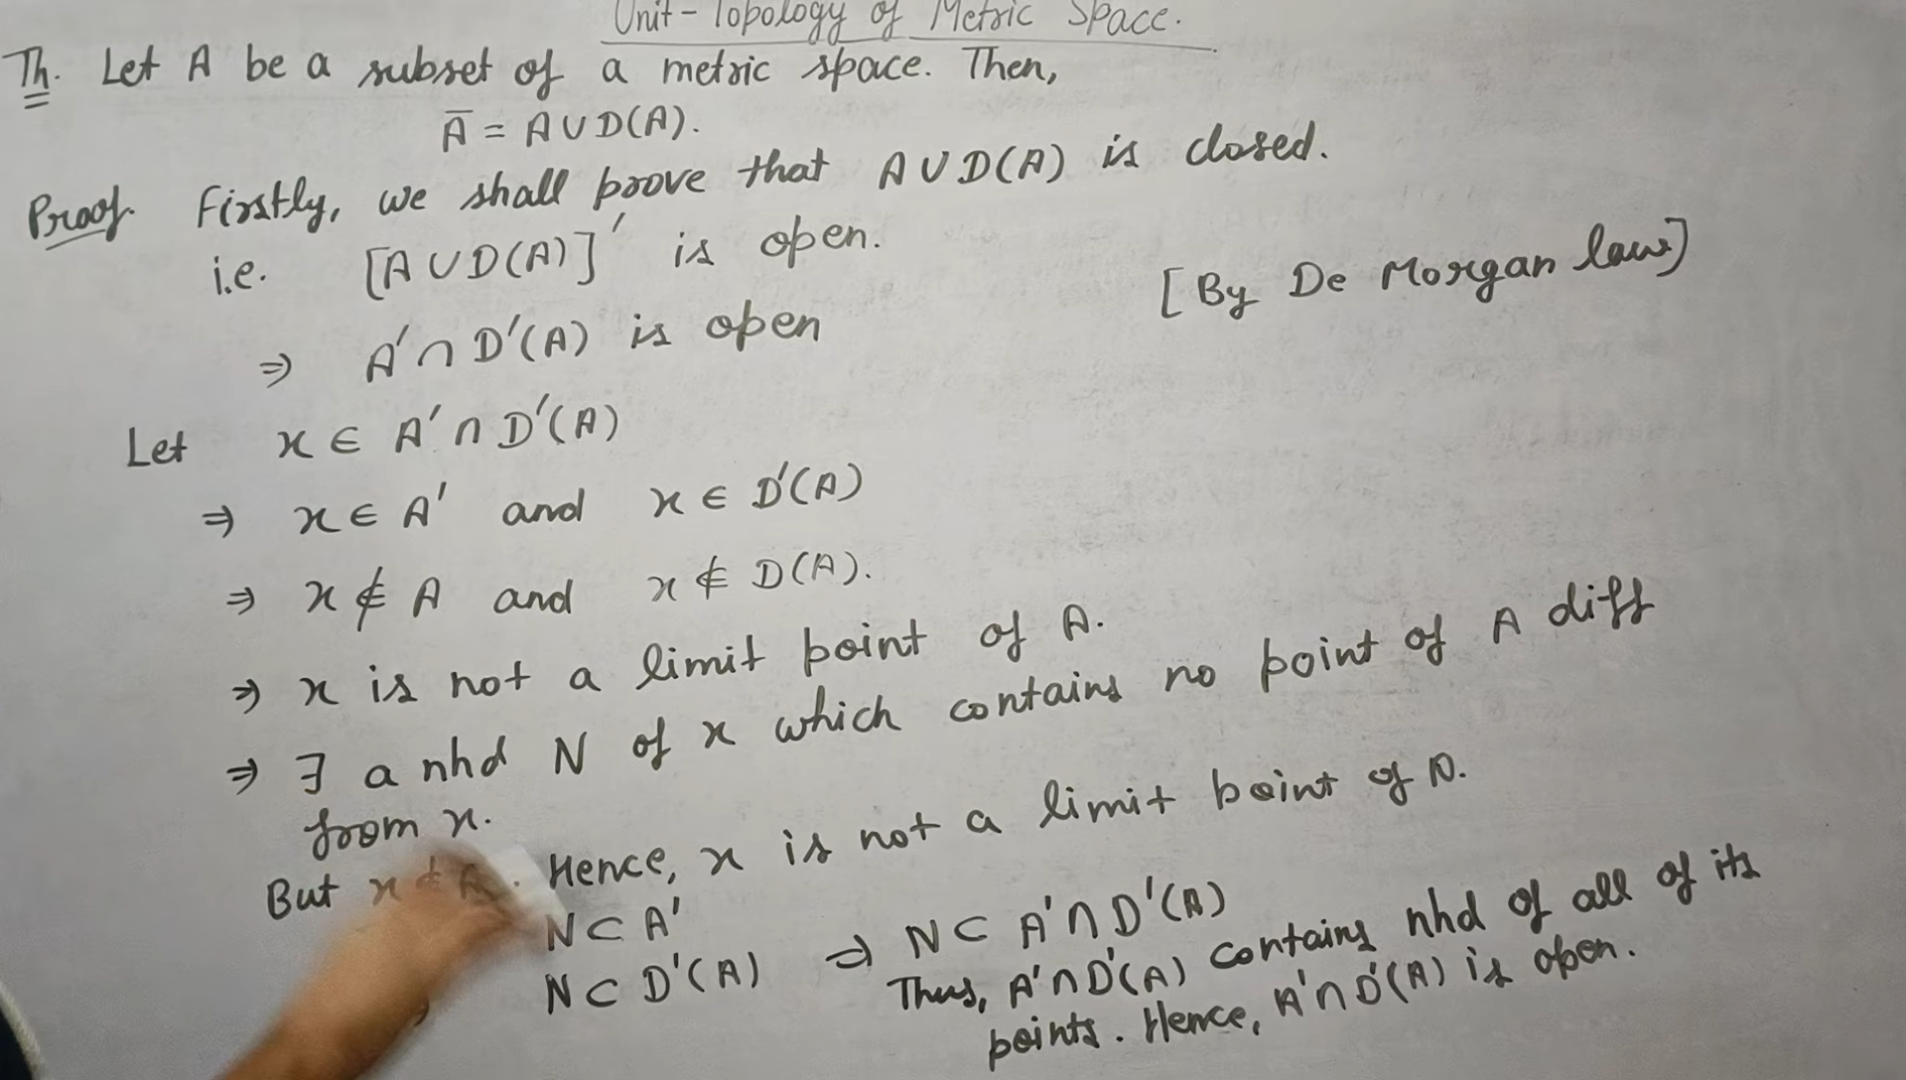 Unit - Topology of Metric Space.
Th. Let A be a subset of a metric space. Then,
Ā = A ∪ D(A).
Proof. Firstly, we shall prove that A ∪ D(A) is closed.
i.e. [A ∪ D(A)]′ is open.
⇒ A′ ∩ D′(A) is open [By De Morgan law]
Let x ∈ A′ ∩ D′(A)
⇒ x ∈ A′ and x ∈ D′(A)
⇒ x ∉ A and x ∉ D(A).
⇒ x is not a limit point of A.
⇒ ∃ a nhd N of x which contains no point of A diff
from x.
But x ∉ A. Hence, x is not a limit point of A.
N ⊂ A′
N ⊂ D′(A) ⇒ N ⊂ A′ ∩ D′(A)
Thus, A′ ∩ D′(A) contains nhd of all of its
points. Hence, A′ ∩ D′(A) is open.